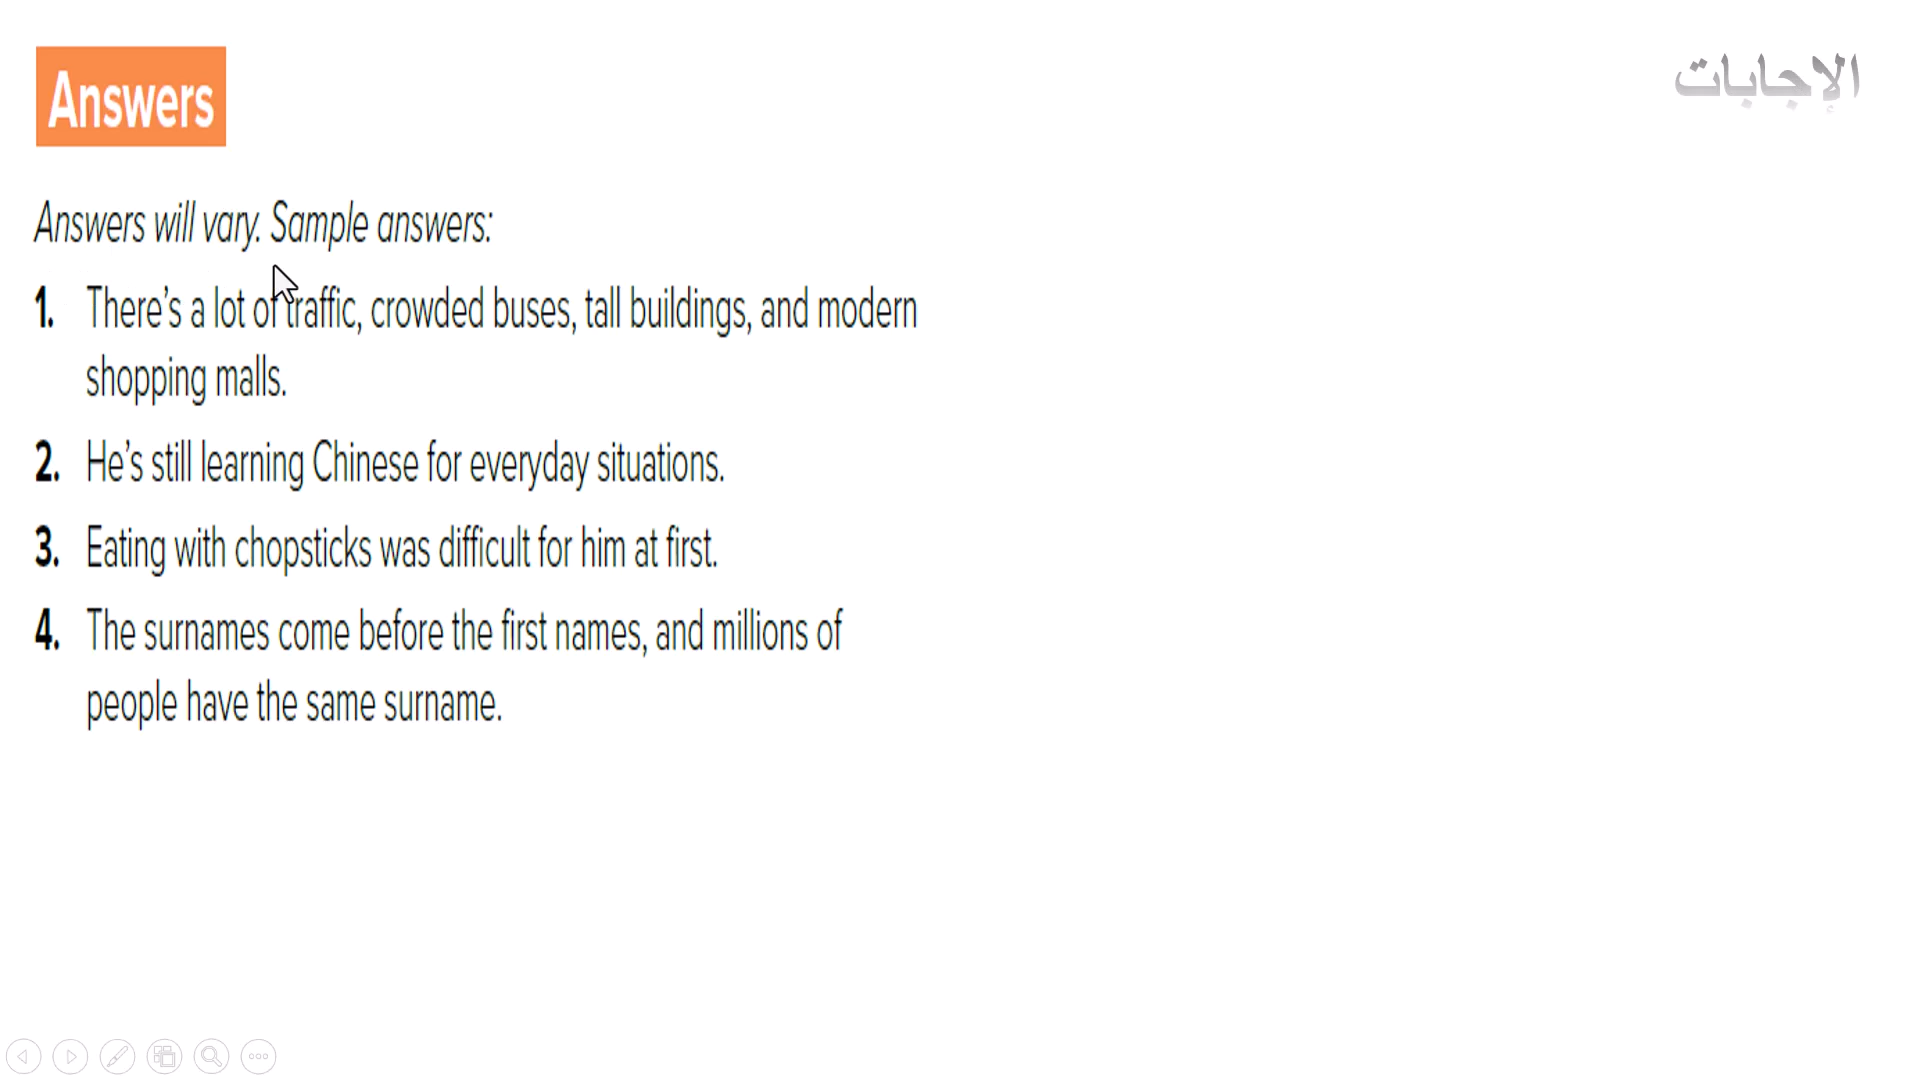 Answers
الإجابات
Answers will vary. Sample answers:
1. There's a lot of traffic, crowded buses, tall buildings, and modern
shopping malls.
2. He's still learning Chinese for everyday situations.
3. Eating with chopsticks was difficult for him at first.
4. The surnames come before the first names, and millions of
people have the same surname.